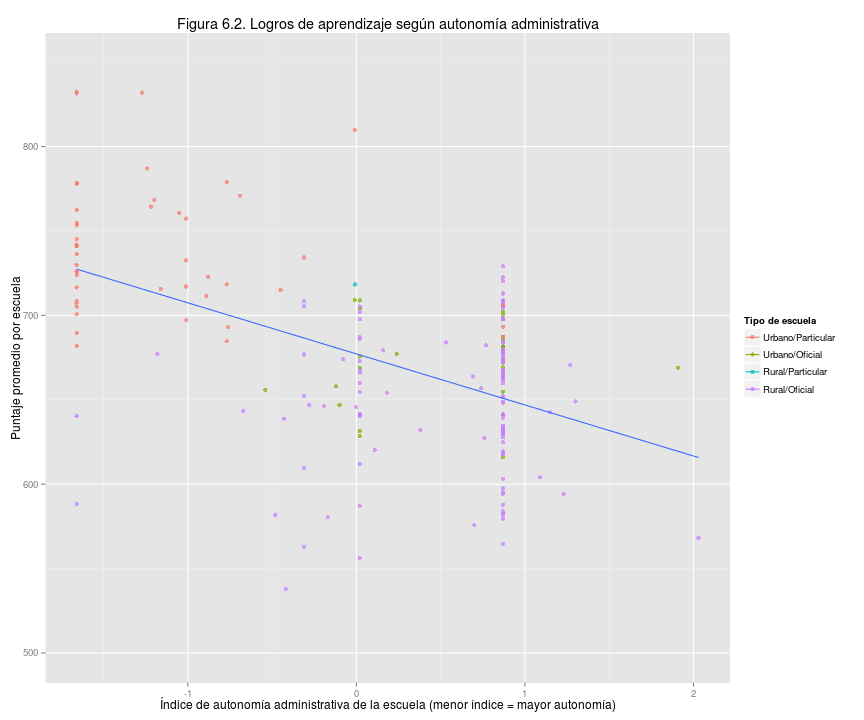 Figura 6.2. Logros de aprendizaje según autonomía administrativa
Puntaje promedio por escuela
800
700
600
500
-1
0
1
2
Índice de autonomía administrativa de la escuela (menor índice = mayor autonomía)
Tipo de escuela
Urbano/Particular
Urbano/Oficial
Rural/Particular
Rural/Oficial